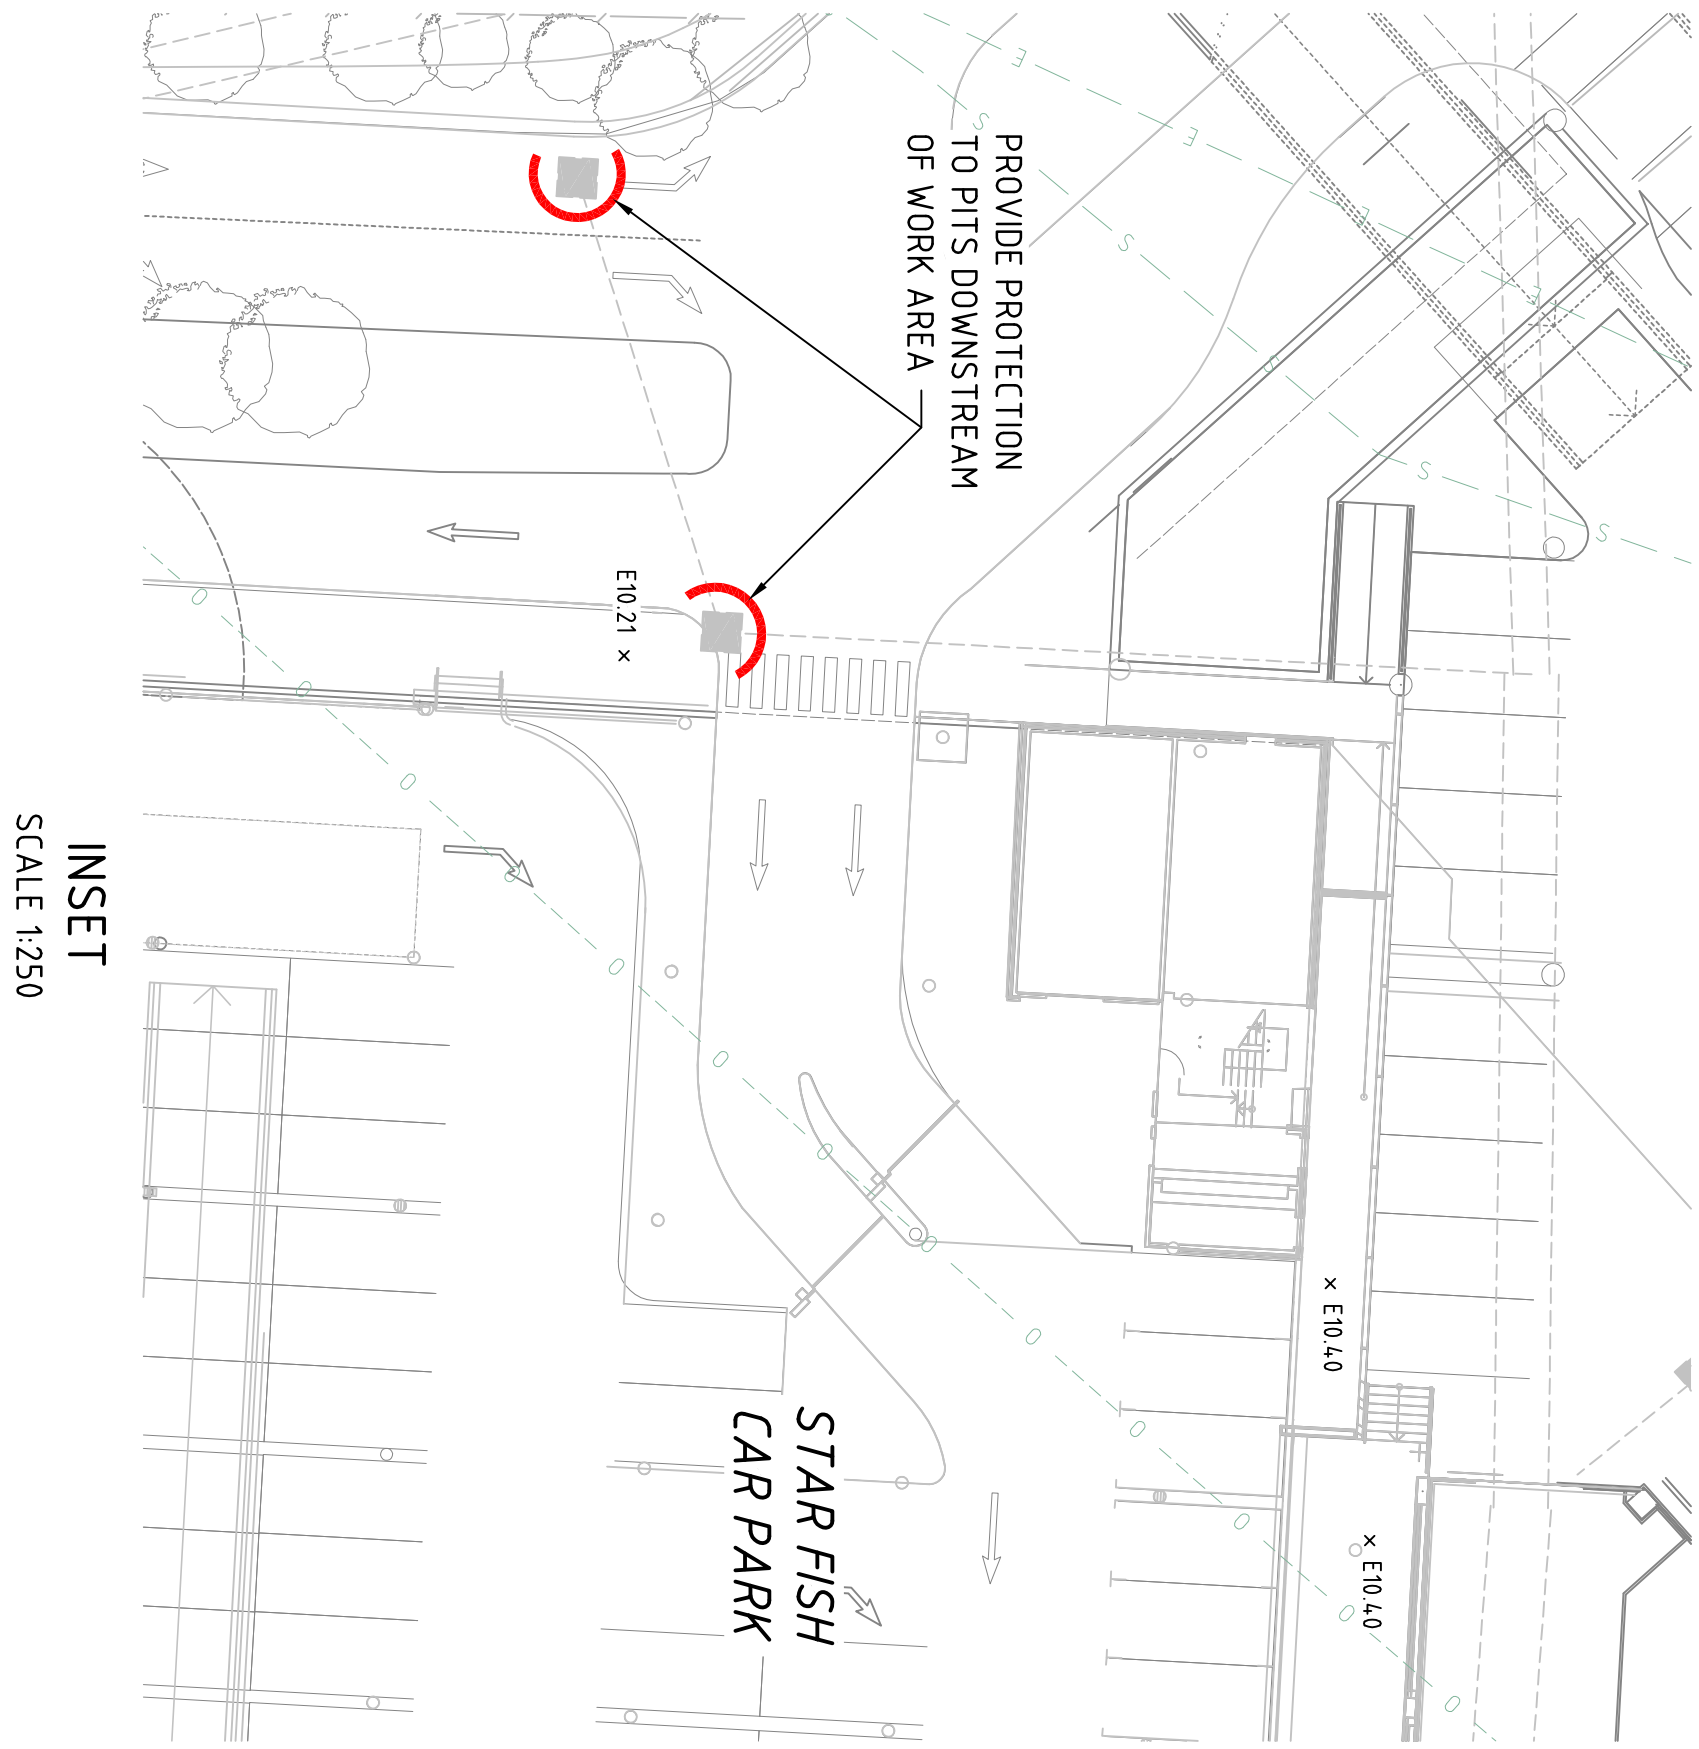 PROVIDE PROTECTION
TO PITS DOWNSTREAM
OF WORK AREA
E10.21 ×
STAR FISH
CAR PARK
× E10.40
× E10.40
INSET
SCALE 1:250
E
E
E
E
S
S
S
S
S
O
O
O
O
O
O
O
O
O
O
O
O
O